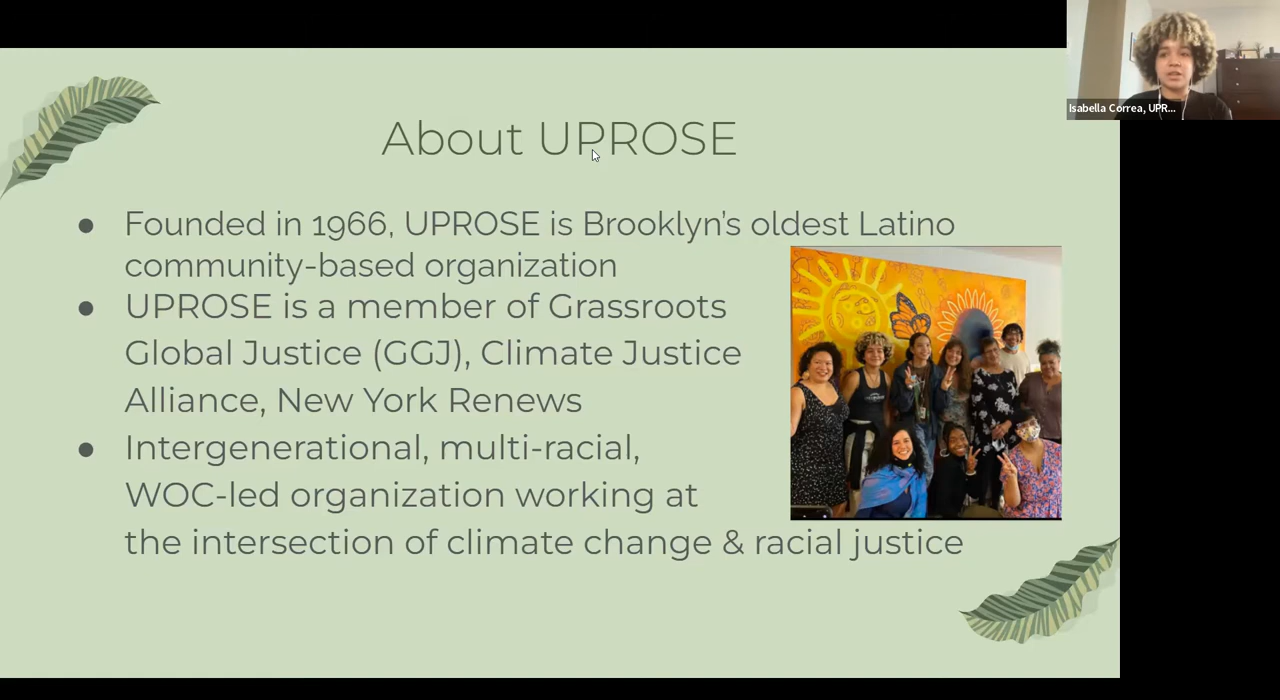 Isabella Correa, UPR...
About UPROSE
● Founded in 1966, UPROSE is Brooklyn's oldest Latino
community-based organization
● UPROSE is a member of Grassroots
Global Justice (GGJ), Climate Justice
Alliance, New York Renews
● Intergenerational, multi-racial,
WOC-led organization working at
the intersection of climate change & racial justice